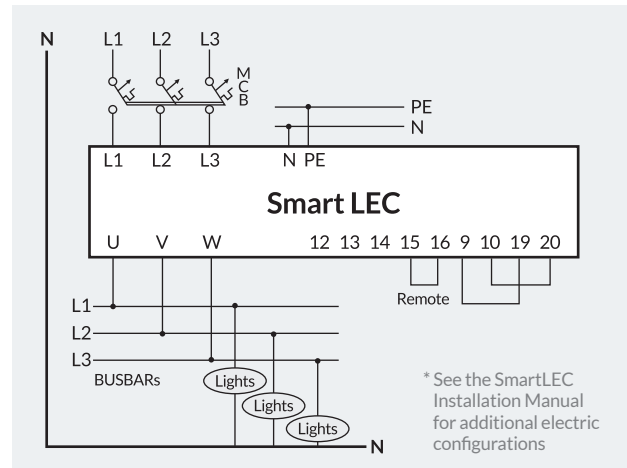 N L1 L2 L3
M
C
B
PE
N
L1 L2 L3 N PE
Smart LEC
U V W 12 13 14 15 16 9 10 19 20
Remote
L1
L2
L3
BUSBARs
Lights
Lights
Lights
N
* See the SmartLEC
Installation Manual
for additional electric
configurations